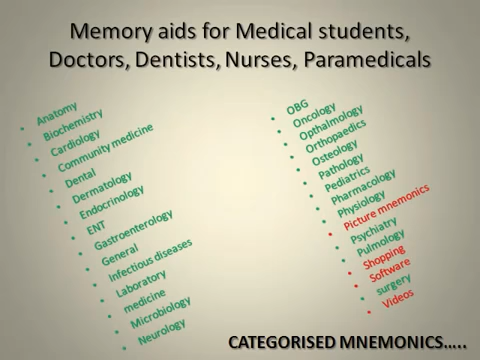 Memory aids for Medical students,
Doctors, Dentists, Nurses, Paramedicals
• Anatomy
• Biochemistry
• Cardiology
• Community medicine
• Dental
• Dermatology
• Endocrinology
• ENT
• Gastroenterology
• General
• Infectious diseases
• Laboratory
• medicine
• Microbiology
• Neurology
• OBG
• Oncology
• Opthalmology
• Orthopaedics
• Osteology
• Pathology
• Pediatrics
• Pharmacology
• Physiology
• Picture mnemonics
• Psychiatry
• Pulmology
• Shopping
• Software
• surgery
• Videos
CATEGORISED MNEMONICS…..